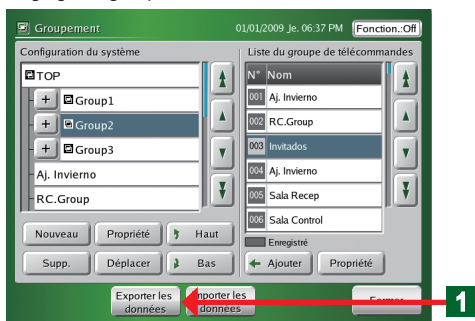 Groupement 01/01/2009 Je. 06:37 PM Fonction.:Off
Configuration du système
Liste du groupe de télécommandes
TOP
+ Group1
+ Group2
+ Group3
Aj. Invierno
R.C.Group
N° Nom
001 Aj. Invierno
002 R.C.Group
003 Invitados
004 Aj. Invierno
005 Sala Recep
006 Sala Control
Enregistré
Nouveau Propriété Haut
Supp. Déplacer Bas
Ajouter Propriété
Exporter les
données
mporter les
données
1